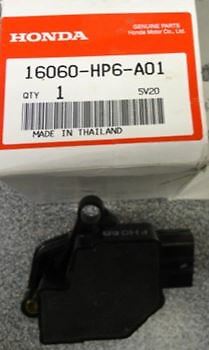 HONDA
GENUINE PARTS
Honda Motor Co., Ltd.
16060-HP6-A01
QTY 1 5V20
MADE IN THAILAND